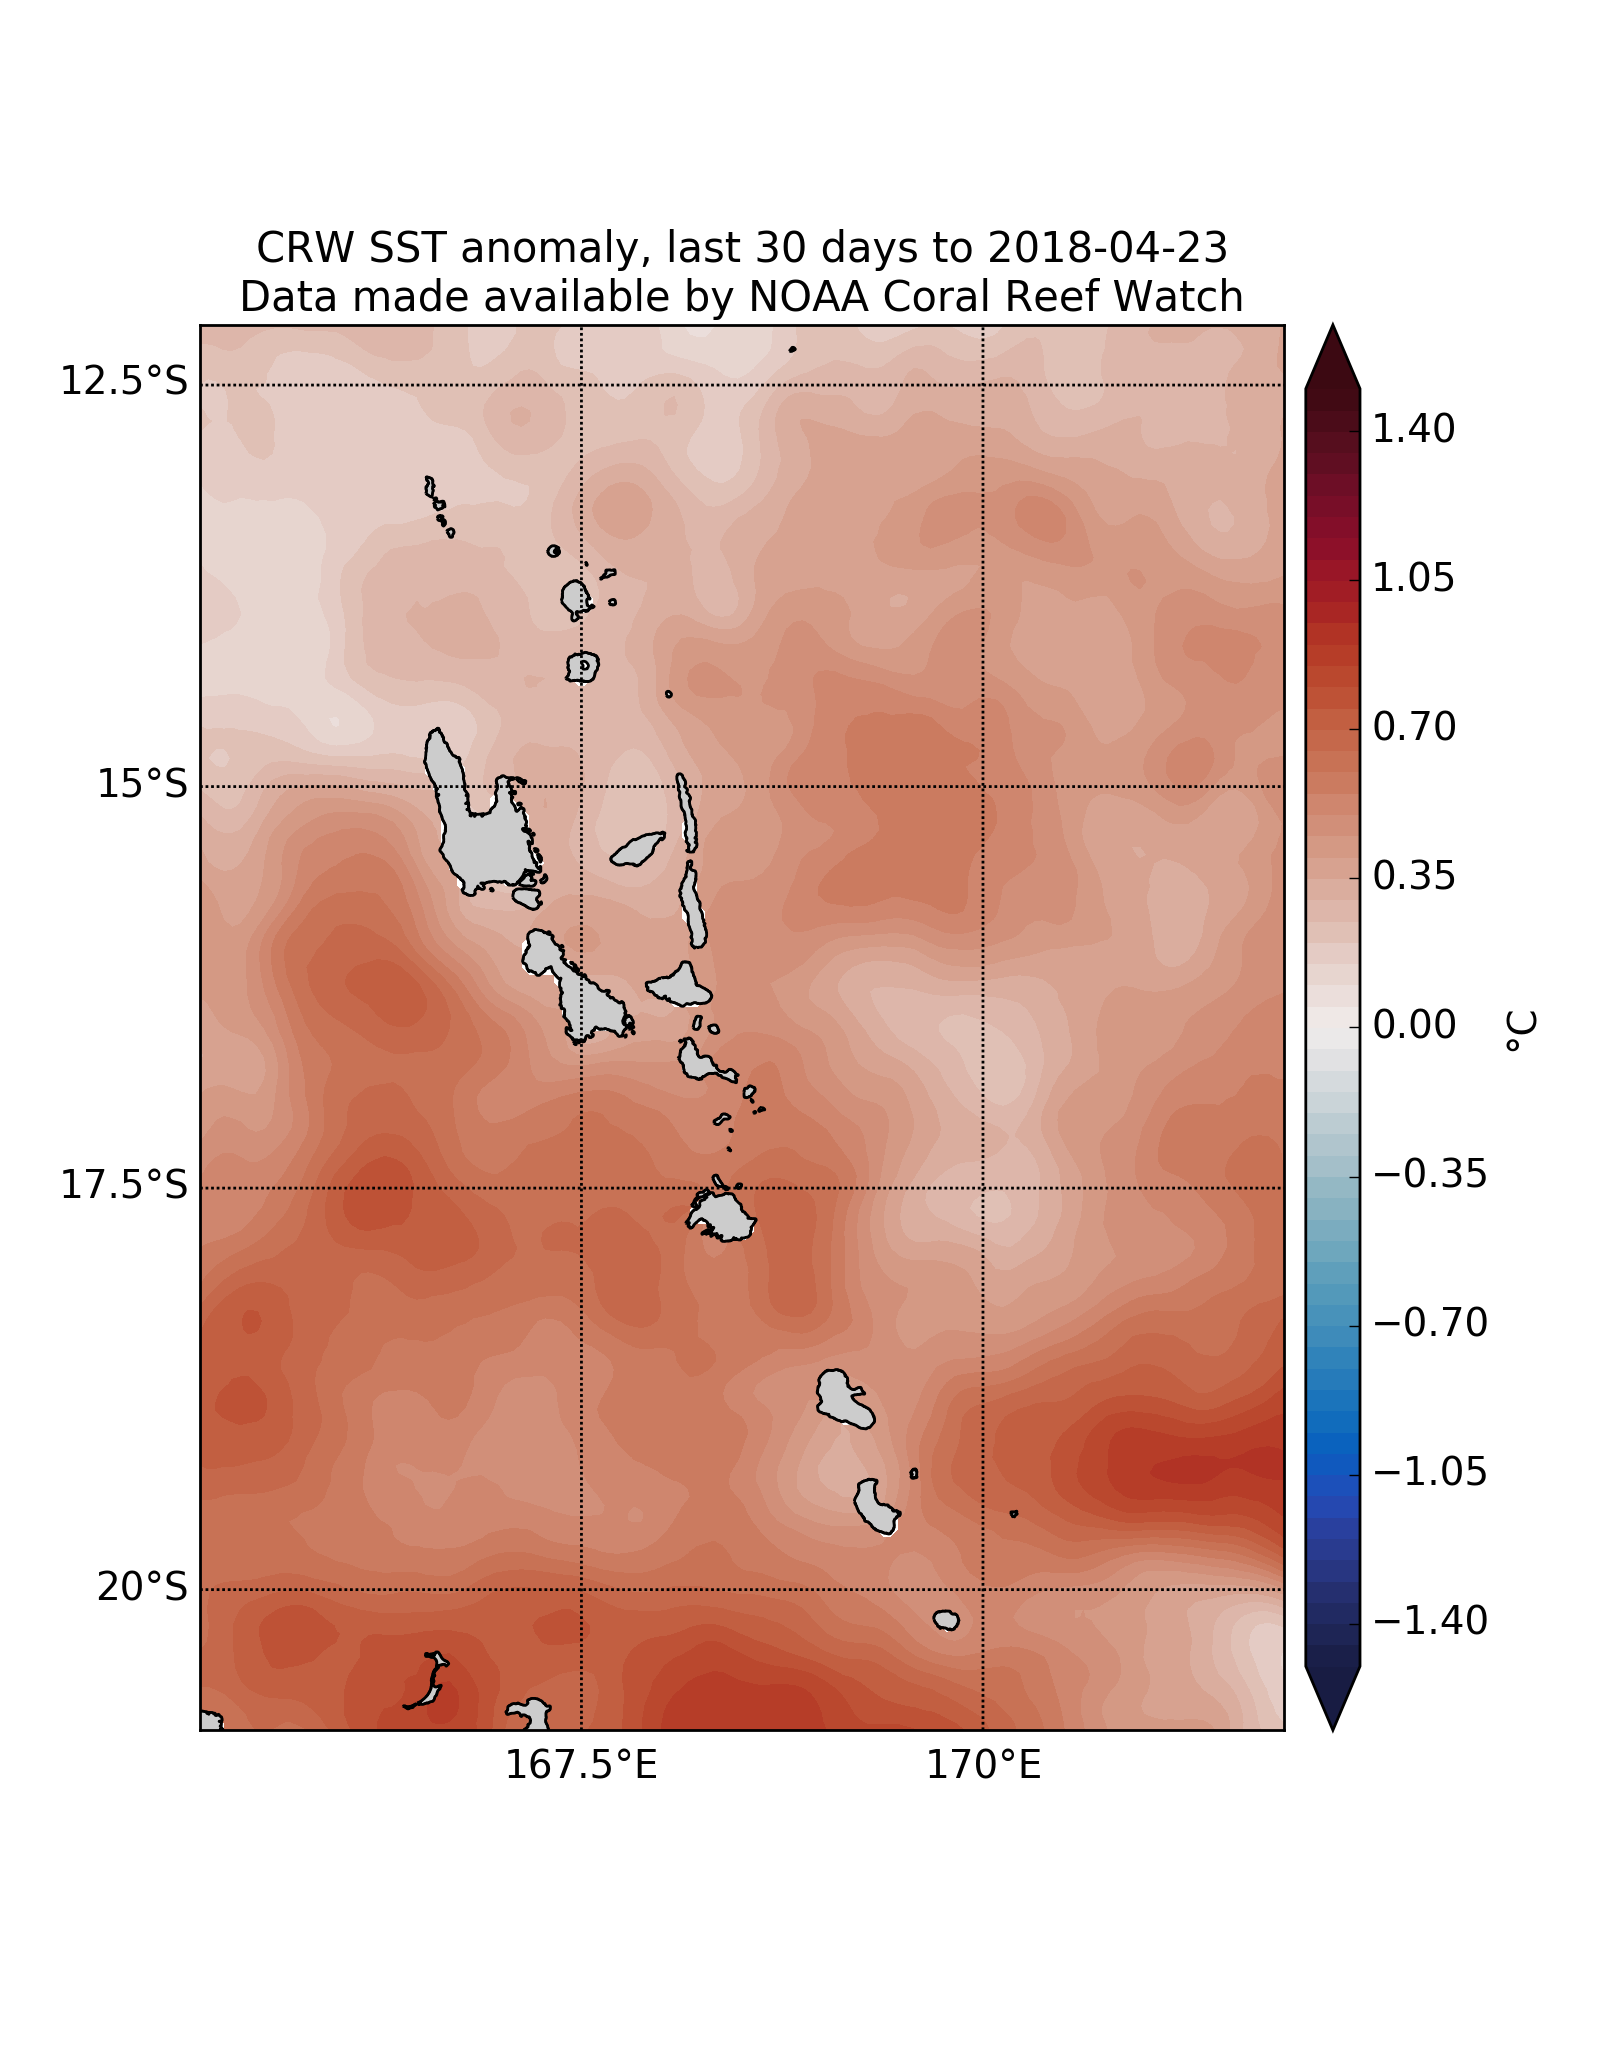 CRW SST anomaly, last 30 days to 2018-04-23
Data made available by NOAA Coral Reef Watch
12.5°S
15°S
17.5°S
20°S
167.5°E
170°E
1.40
1.05
0.70
0.35
0.00
−0.35
−0.70
−1.05
−1.40
°C